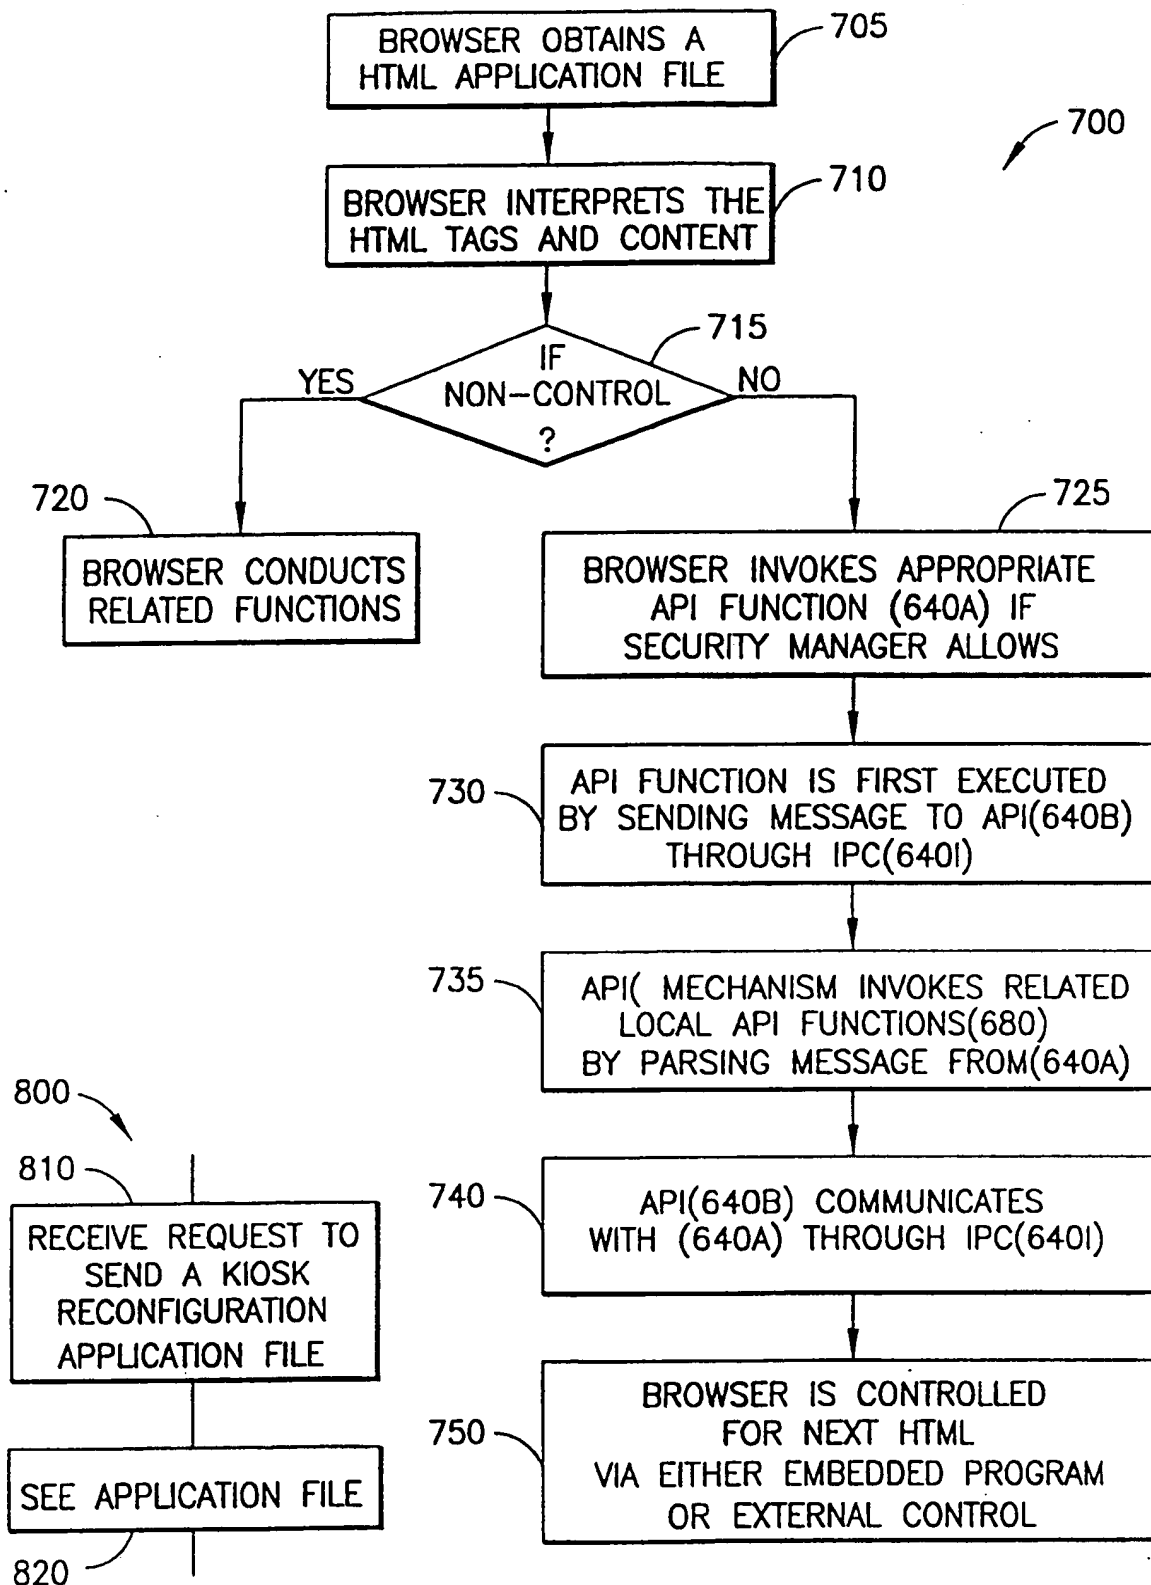 BROWSER OBTAINS A
HTML APPLICATION FILE
705
700
BROWSER INTERPRETS THE
HTML TAGS AND CONTENT
710
715
IF
NON-CONTROL
?
YES
NO
720
BROWSER CONDUCTS
RELATED FUNCTIONS
725
BROWSER INVOKES APPROPRIATE
API FUNCTION (640A) IF
SECURITY MANAGER ALLOWS
730
API FUNCTION IS FIRST EXECUTED
BY SENDING MESSAGE TO API(640B)
THROUGH IPC(640I)
735
API( MECHANISM INVOKES RELATED
LOCAL API FUNCTIONS(680)
BY PARSING MESSAGE FROM(640A)
740
API(640B) COMMUNICATES
WITH (640A) THROUGH IPC(640I)
750
BROWSER IS CONTROLLED
FOR NEXT HTML
VIA EITHER EMBEDDED PROGRAM
OR EXTERNAL CONTROL
800
810
RECEIVE REQUEST TO
SEND A KIOSK
RECONFIGURATION
APPLICATION FILE
SEE APPLICATION FILE
820